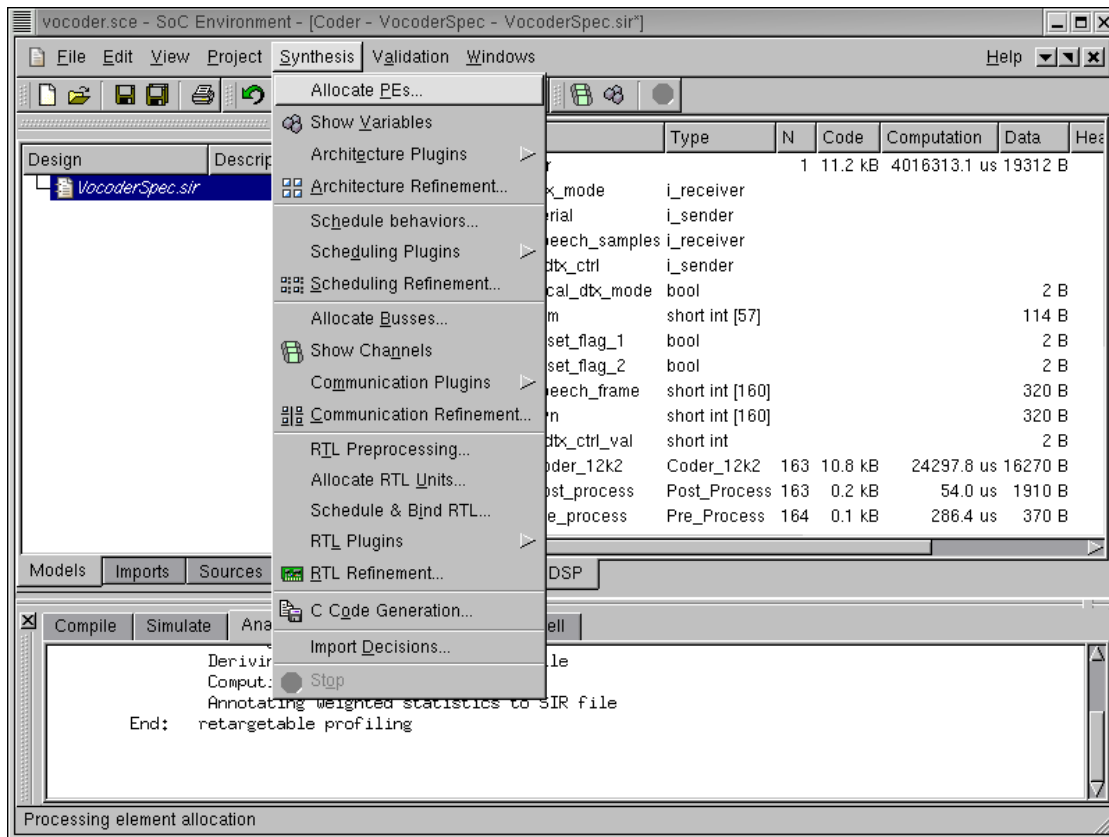 vocoder.sce - SoC Environment - [Coder - VocoderSpec - VocoderSpec.sir*]
File Edit View Project Synthesis Validation Windows Help
Allocate PEs...
Show Variables
Architecture Plugins
Architecture Refinement...
Schedule behaviors...
Scheduling Plugins
Scheduling Refinement...
Allocate Busses...
Show Channels
Communication Plugins
Communication Refinement...
RTL Preprocessing...
Allocate RTL Units...
Schedule & Bind RTL...
RTL Plugins
RTL Refinement...
C Code Generation...
Import Decisions...
Stop
Design Descrip
VocoderSpec.sir
Type N Code Computation Data Hea
r 1 11.2 kB 4016313.1 us 19312 B
x_mode i_receiver
rial i_sender
eech_samples i_receiver
dtx_ctrl i_sender
cal_dtx_mode bool 2 B
m short int [57] 114 B
set_flag_1 bool 2 B
set_flag_2 bool 2 B
eech_frame short int [160] 320 B
n short int [160] 320 B
dtx_ctrl_val short int 2 B
oder_12k2 Coder_12k2 163 10.8 kB 24297.8 us 16270 B
ost_process Post_Process 163 0.2 kB 54.0 us 1910 B
e_process Pre_Process 164 0.1 kB 286.4 us 370 B
Models Imports Sources DSP
Compile Simulate Ana ell
Derivin le
Comput
Annotating weighted statistics to SIR file
End: retargetable profiling
Processing element allocation